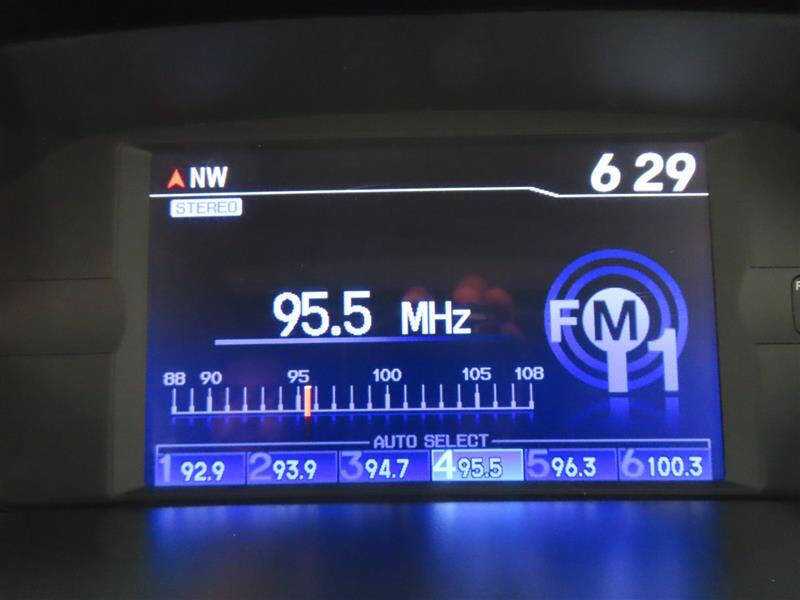 NW 6 29
STEREO
95.5 MHz
FM 1
88 90 95 100 105 108
AUTO SELECT
1 92.9 2 93.9 3 94.7 4 95.5 5 96.3 6 100.3